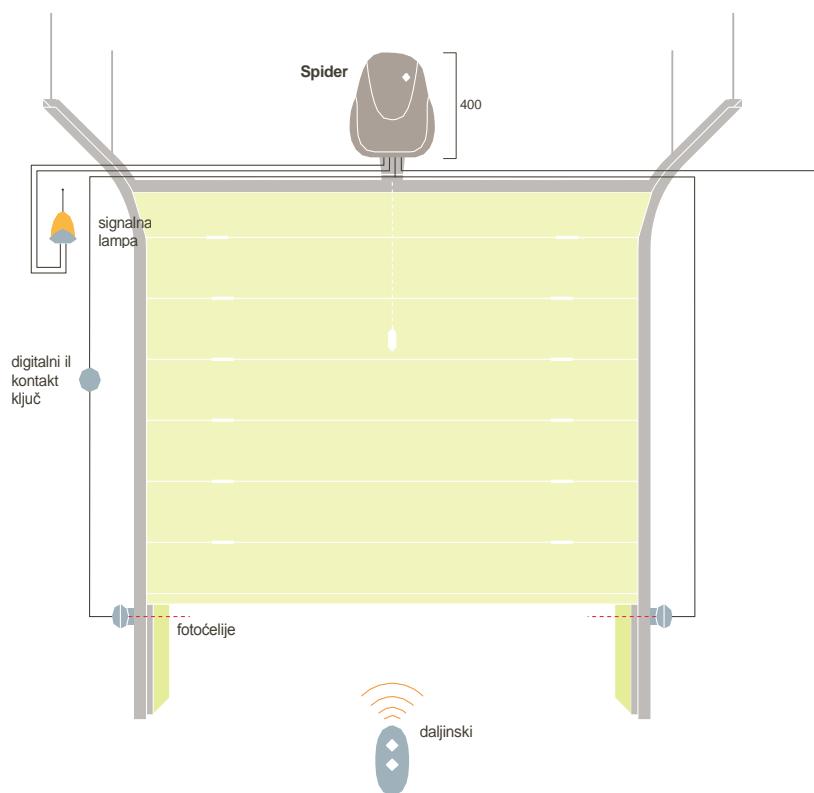 Spider
400
signalna
lampa
digitalni il
kontakt
ključ
fotoćelije
daljinski